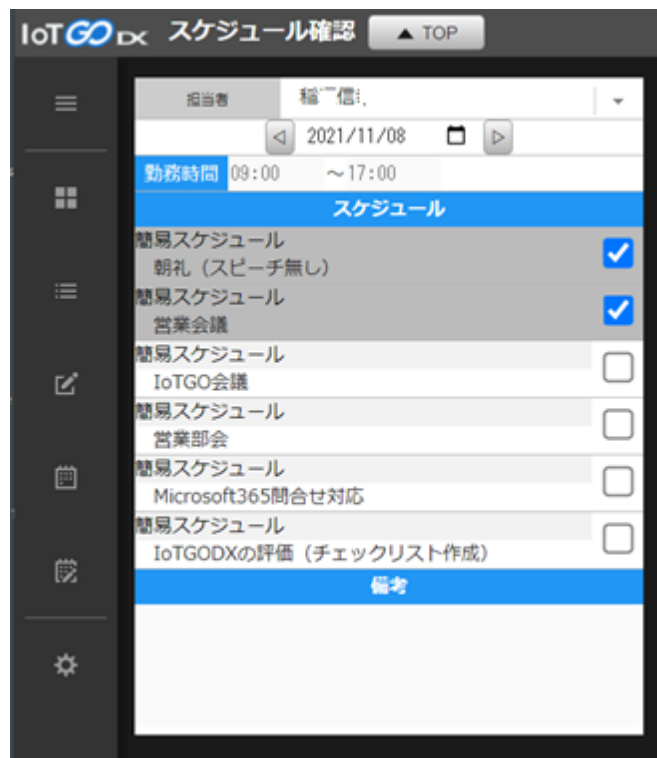 IoTGO DX スケジュール確認 ▲ TOP
担当者
2021/11/08
勤務時間 09:00 ～17:00
スケジュール
簡易スケジュール
朝礼（スピーチ無し）
簡易スケジュール
営業会議
簡易スケジュール
IoTGO会議
簡易スケジュール
営業部会
簡易スケジュール
Microsoft365問合せ対応
簡易スケジュール
IoTGODXの評価（チェックリスト作成）
備考